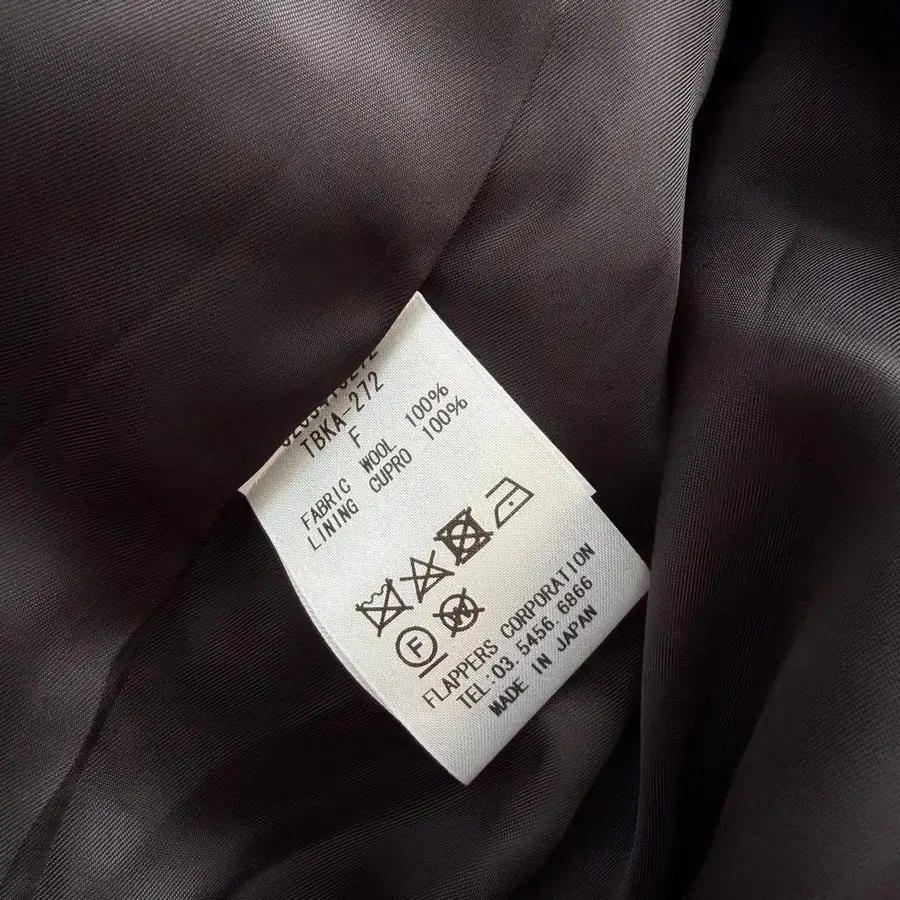 TBKA-272
F
FABRIC WOOL 100%
LINING CUPRO 100%
F
W
FLAPPERS CORPORATION
TEL:03.5456.6866
MADE IN JAPAN